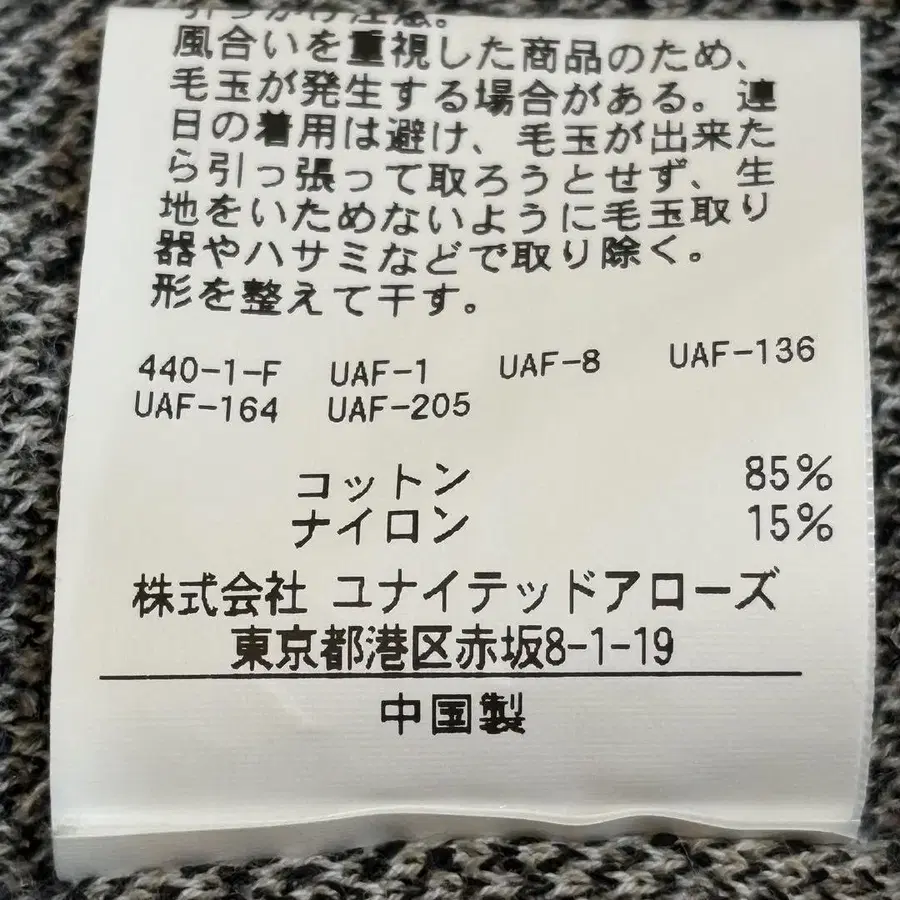 引っかけ注意。
風合いを重視した商品のため、
毛玉が発生する場合がある。連
日の着用は避け、毛玉が出来た
ら引っ張って取ろうとせず、生
地をいためないように毛玉取り
器やハサミなどで取り除く。
形を整えて干す。
440-1-F UAF-1 UAF-8 UAF-136
UAF-164 UAF-205
コットン 85%
ナイロン 15%
株式会社 ユナイテッドアローズ
東京都港区赤坂8-1-19
中国製